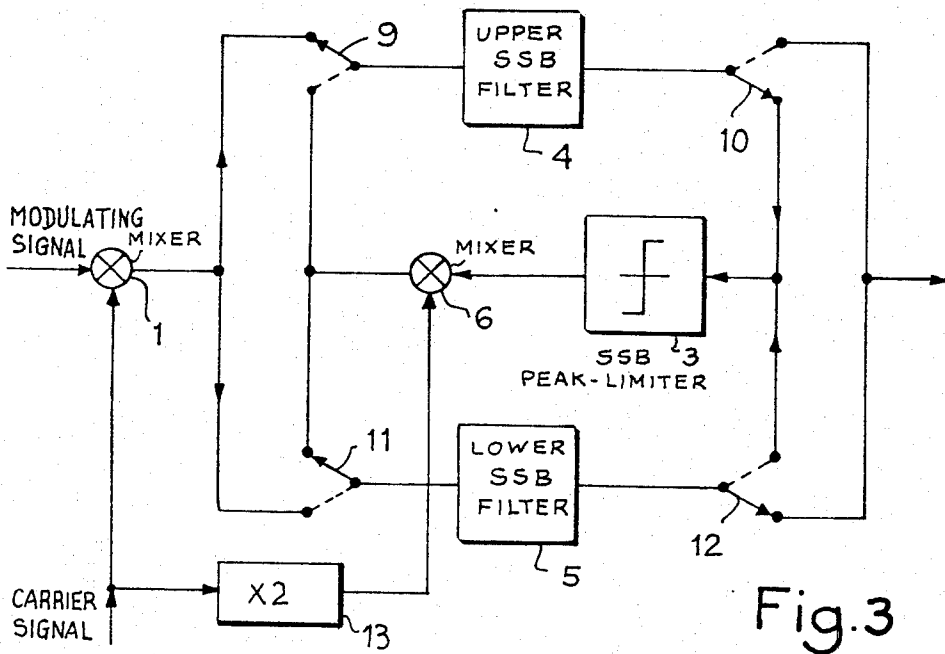 9
UPPER
SSB
FILTER
10
4
MODULATING
SIGNAL
MIXER
1
MIXER
6
3
SSB
PEAK-LIMITER
11
LOWER
SSB
FILTER
12
5
X2
13
CARRIER
SIGNAL
Fig.3